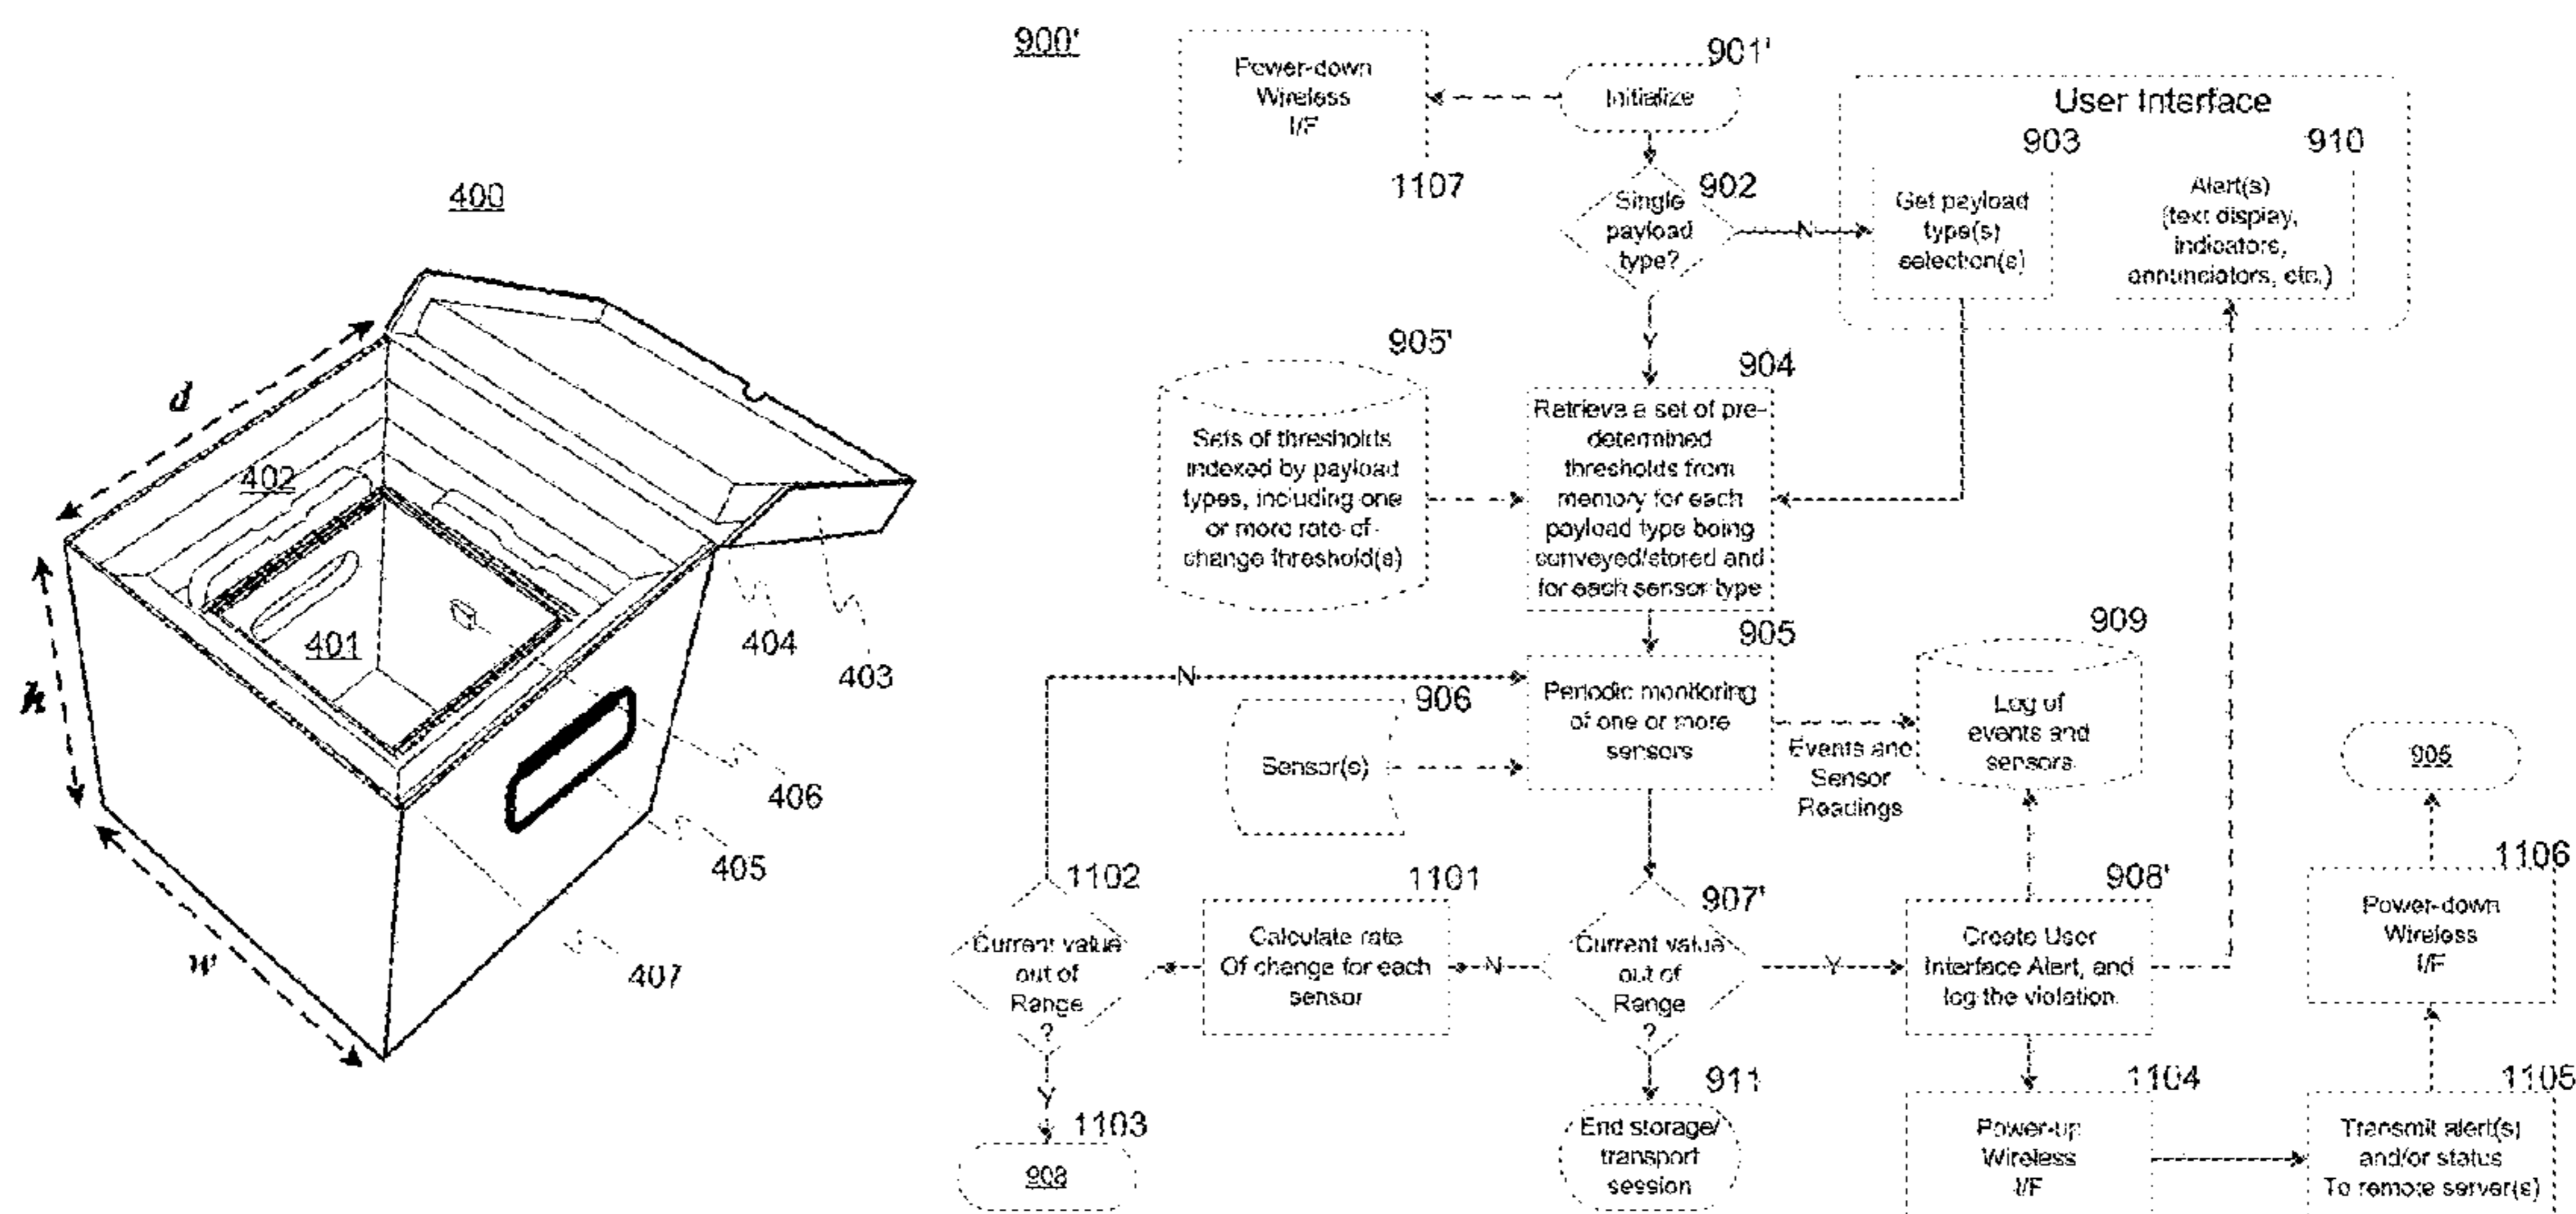 400
d
h
w
402
401
404
403
406
405
407
900'
Power-down
Wireless
I/F
1107
901'
Initialize
902
Single
payload
type?
N
Y
User Interface
903
Get payload
type(s)
selection(s)
910
Alert(s)
(text display,
indicators,
annunciators, etc.)
905'
Sets of thresholds
indexed by payload
types, including one
or more rate-of-
change threshold(s)
904
Retrieve a set of pre-
determined
thresholds from
memory for each
payload type being
conveyed/stored and
for each sensor type
905
Periodic monitoring
of one or more
sensors
N
906
Sensor(s)
Events and
Sensor
Readings
909
Log of
events and
sensors
1102
Current value
out of
Range
?
Y
1103
908
1101
Calculate rate
Of change for each
sensor
N
907'
Current value
out of
Range
?
Y
911
End storage/
transport
session
908'
Create User
Interface Alert, and
log the violation.
1104
Power-up
Wireless
I/F
1105
Transmit alert(s)
and/or status
To remote server(s)
1106
Power-down
Wireless
I/F
905